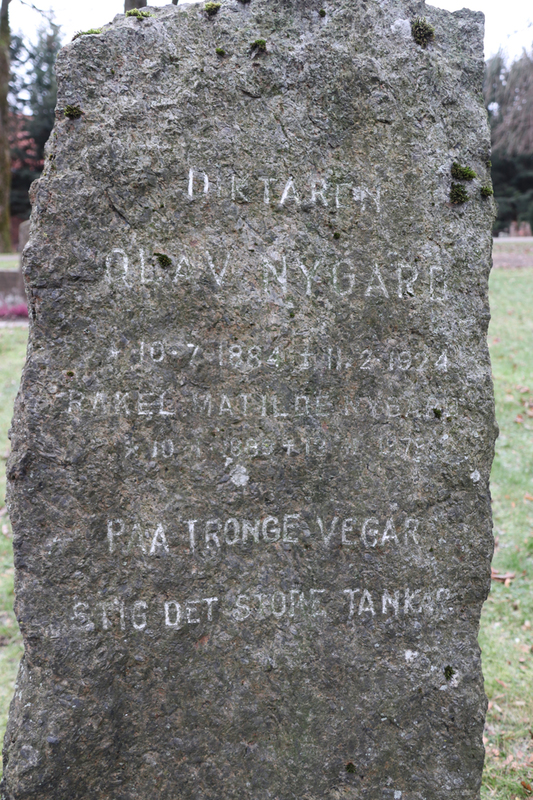 DIKTAREN
OLAV NYGARD
* 10-7-1884 ‡ 11.2-1924
RAKEL MATILDE NYGARD
* 10
PAA TRONGE VEGAR
STIG DET STORE TANKAR